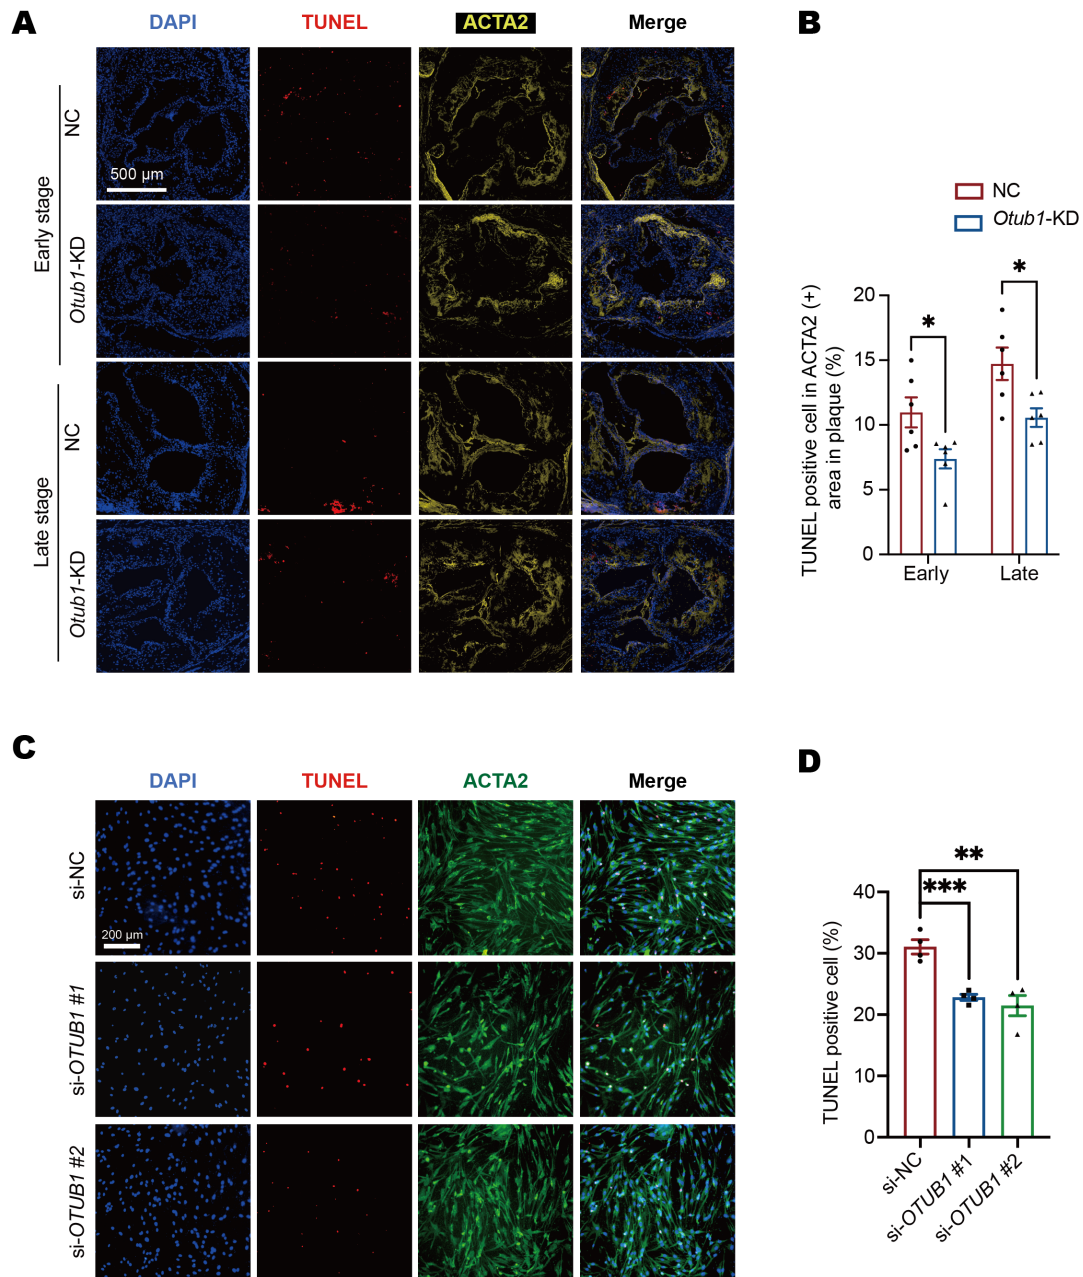 A
DAPI TUNEL ACTA2 Merge
Early stage
NC
500 µm
Otub1-KD
Late stage
NC
Otub1-KD
B
NC
Otub1-KD
TUNEL positive cell in ACTA2 (+)
area in plaque (%)
20
15
10
5
0
*
*
Early Late
C
DAPI TUNEL ACTA2 Merge
si-NC
200 µm
si-OTUB1 #1
si-OTUB1 #2
D
**
***
TUNEL positive cell (%)
40
30
20
10
0
si-NC
si-OTUB1 #1
si-OTUB1 #2